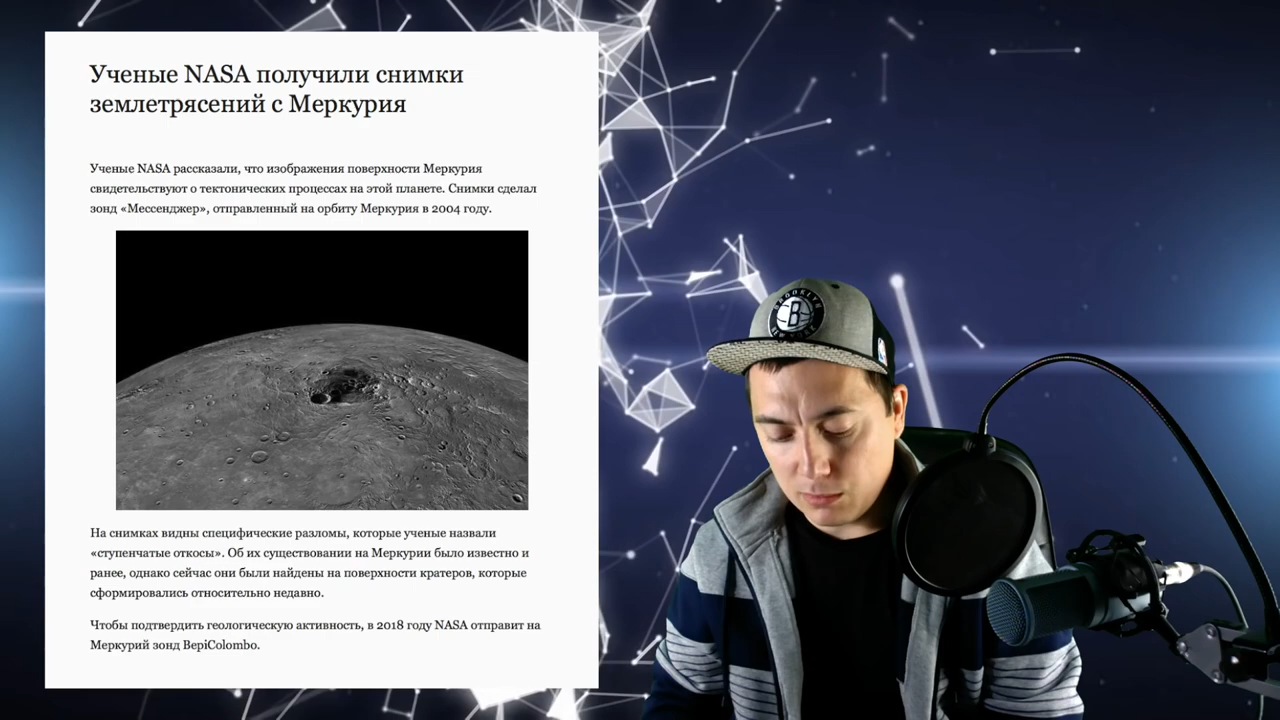 Ученые NASA получили снимки
землетрясений с Меркурия
Ученые NASA рассказали, что изображения поверхности Меркурия
свидетельствуют о тектонических процессах на этой планете. Снимки сделал
зонд «Мессенджер», отправленный на орбиту Меркурия в 2004 году.
На снимках видны специфические разломы, которые ученые назвали
«ступенчатые откосы». Об их существовании на Меркурии было известно и
ранее, однако сейчас они были найдены на поверхности кратеров, которые
сформировались относительно недавно.
Чтобы подтвердить геологическую активность, в 2018 году NASA отправит на
Меркурий зонд BepiColombo.
BROOKLYN
B
NEW YORK